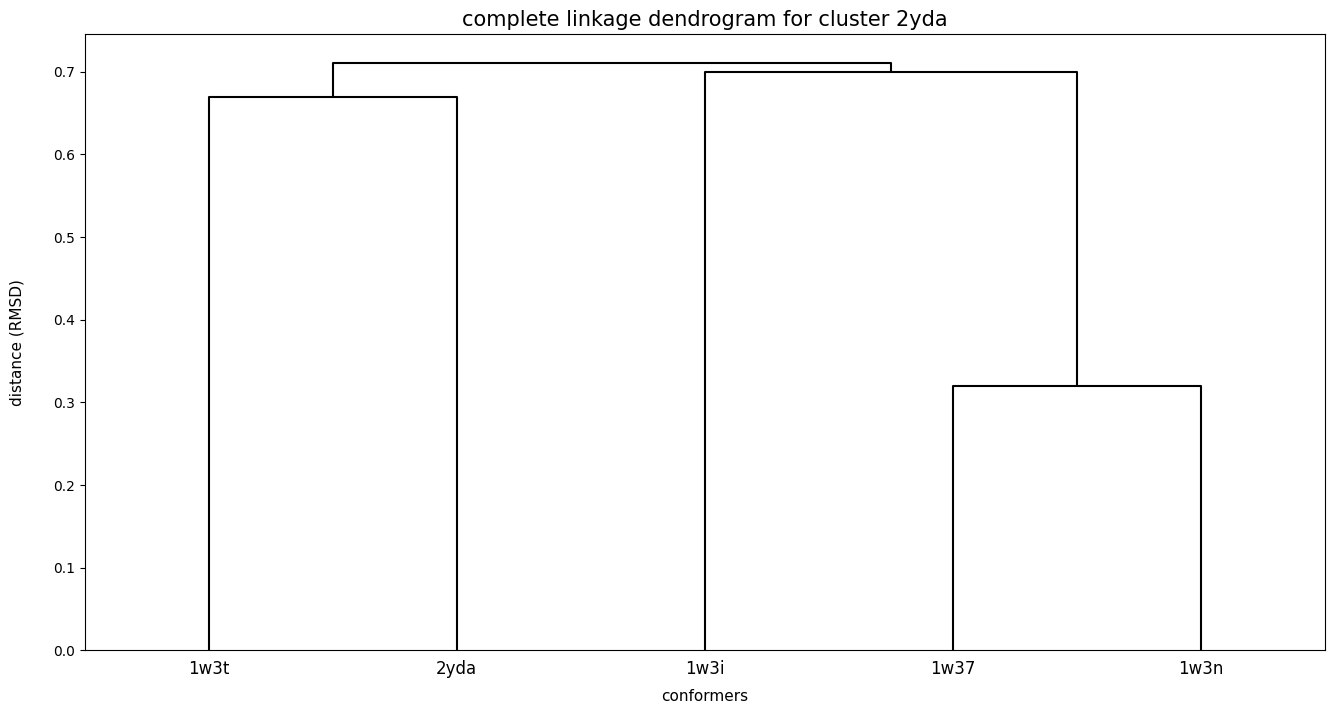 complete linkage dendrogram for cluster 2yda
distance (RMSD)
0.7
0.6
0.5
0.4
0.3
0.2
0.1
0.0
1w3t 2yda 1w3i 1w37 1w3n
conformers